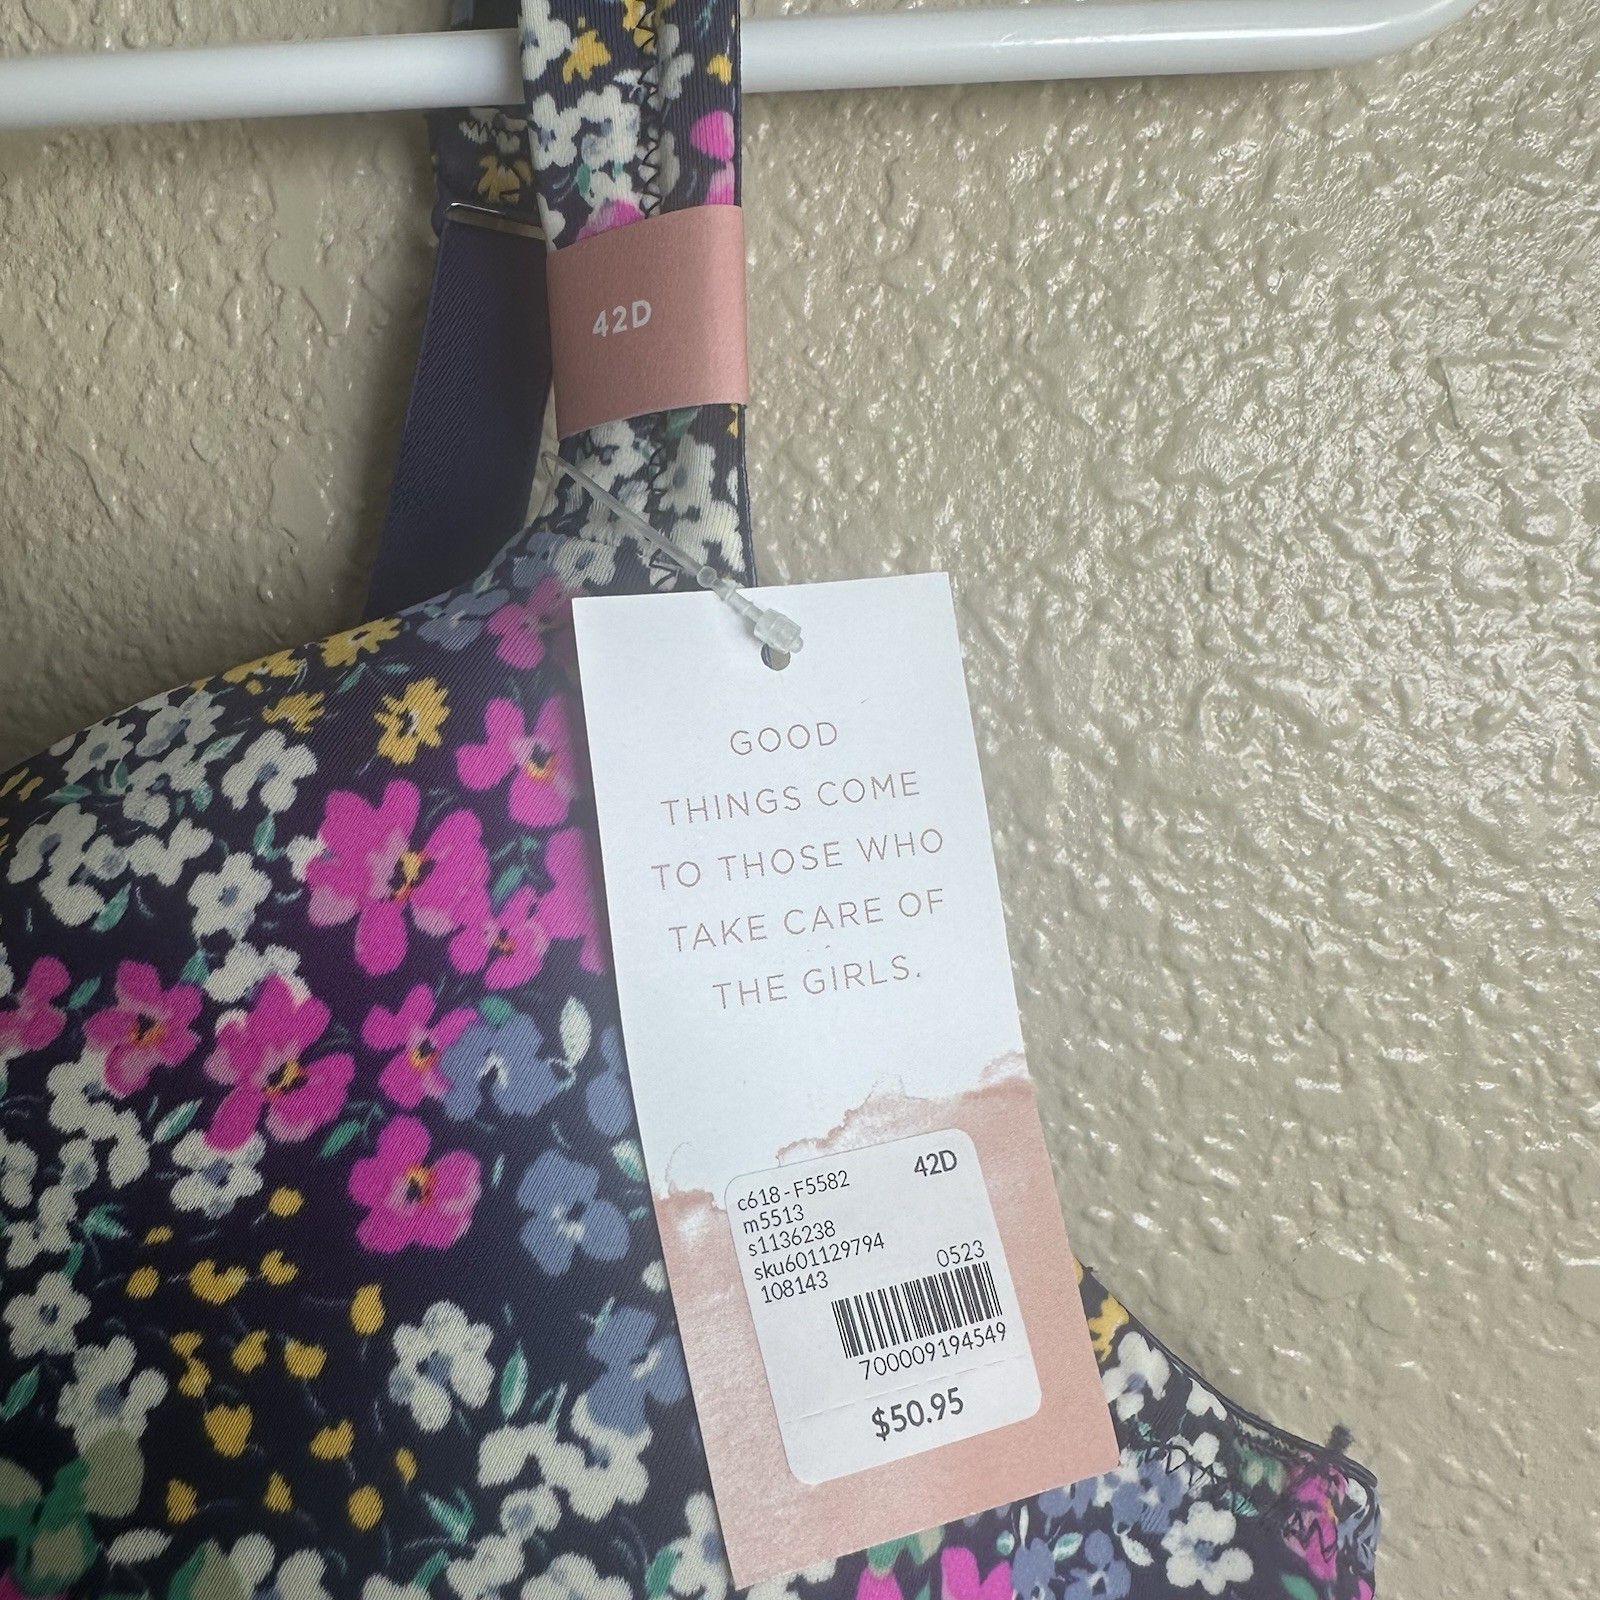 42D
GOOD
THINGS COME
TO THOSE WHO
TAKE CARE OF
THE GIRLS.
c618-F5582 42D
m5513
s1136238
sku601129794
108143 0523
700009194549
$50.95